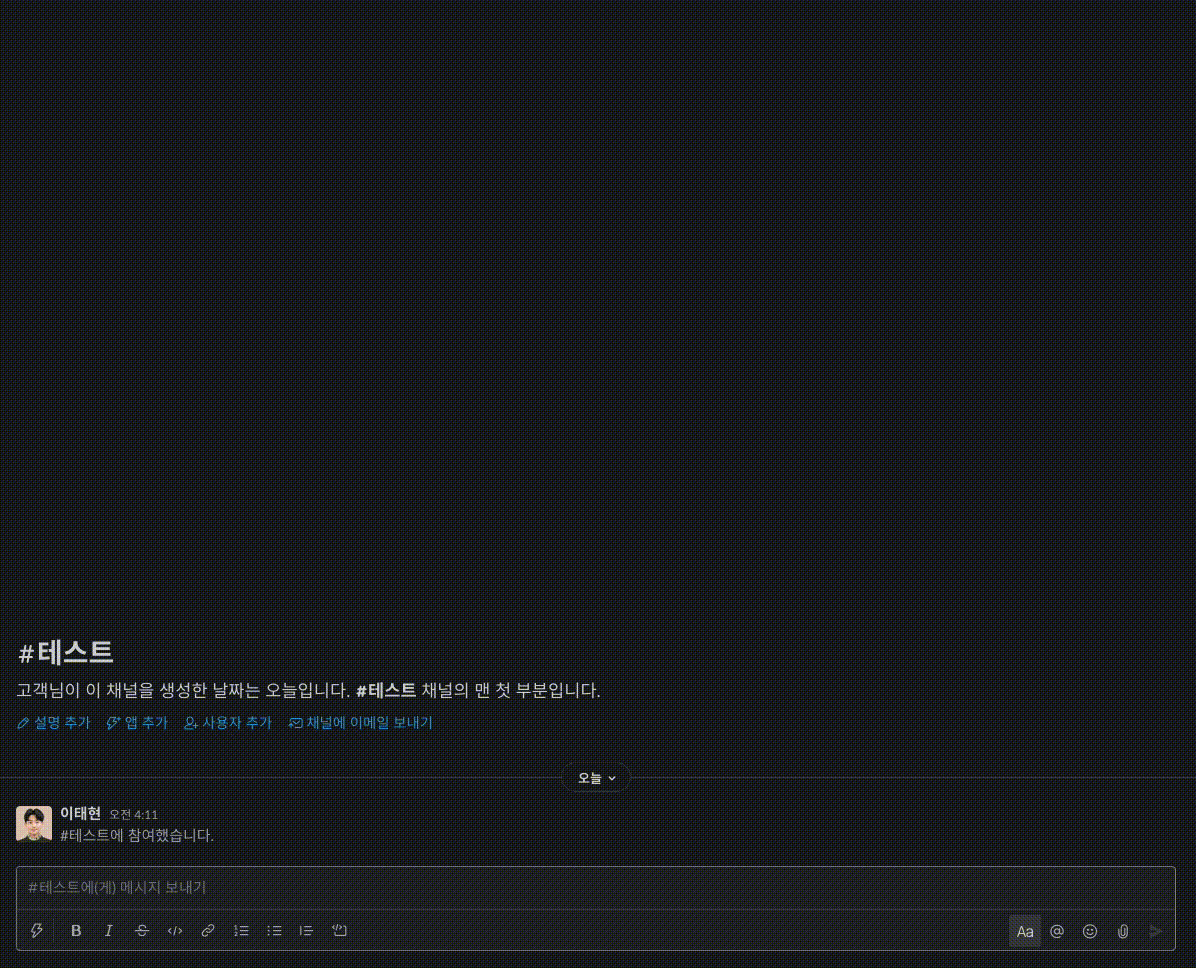 #테스트
고객님이 이 채널을 생성한 날짜는 오늘입니다. #테스트 채널의 맨 첫 부분입니다.
설명 추가 앱 추가 사용자 추가 채널에 이메일 보내기
오늘
이태현 오전 4:11
#테스트에 참여했습니다.
#테스트에(게) 메시지 보내기
B I S Aa @